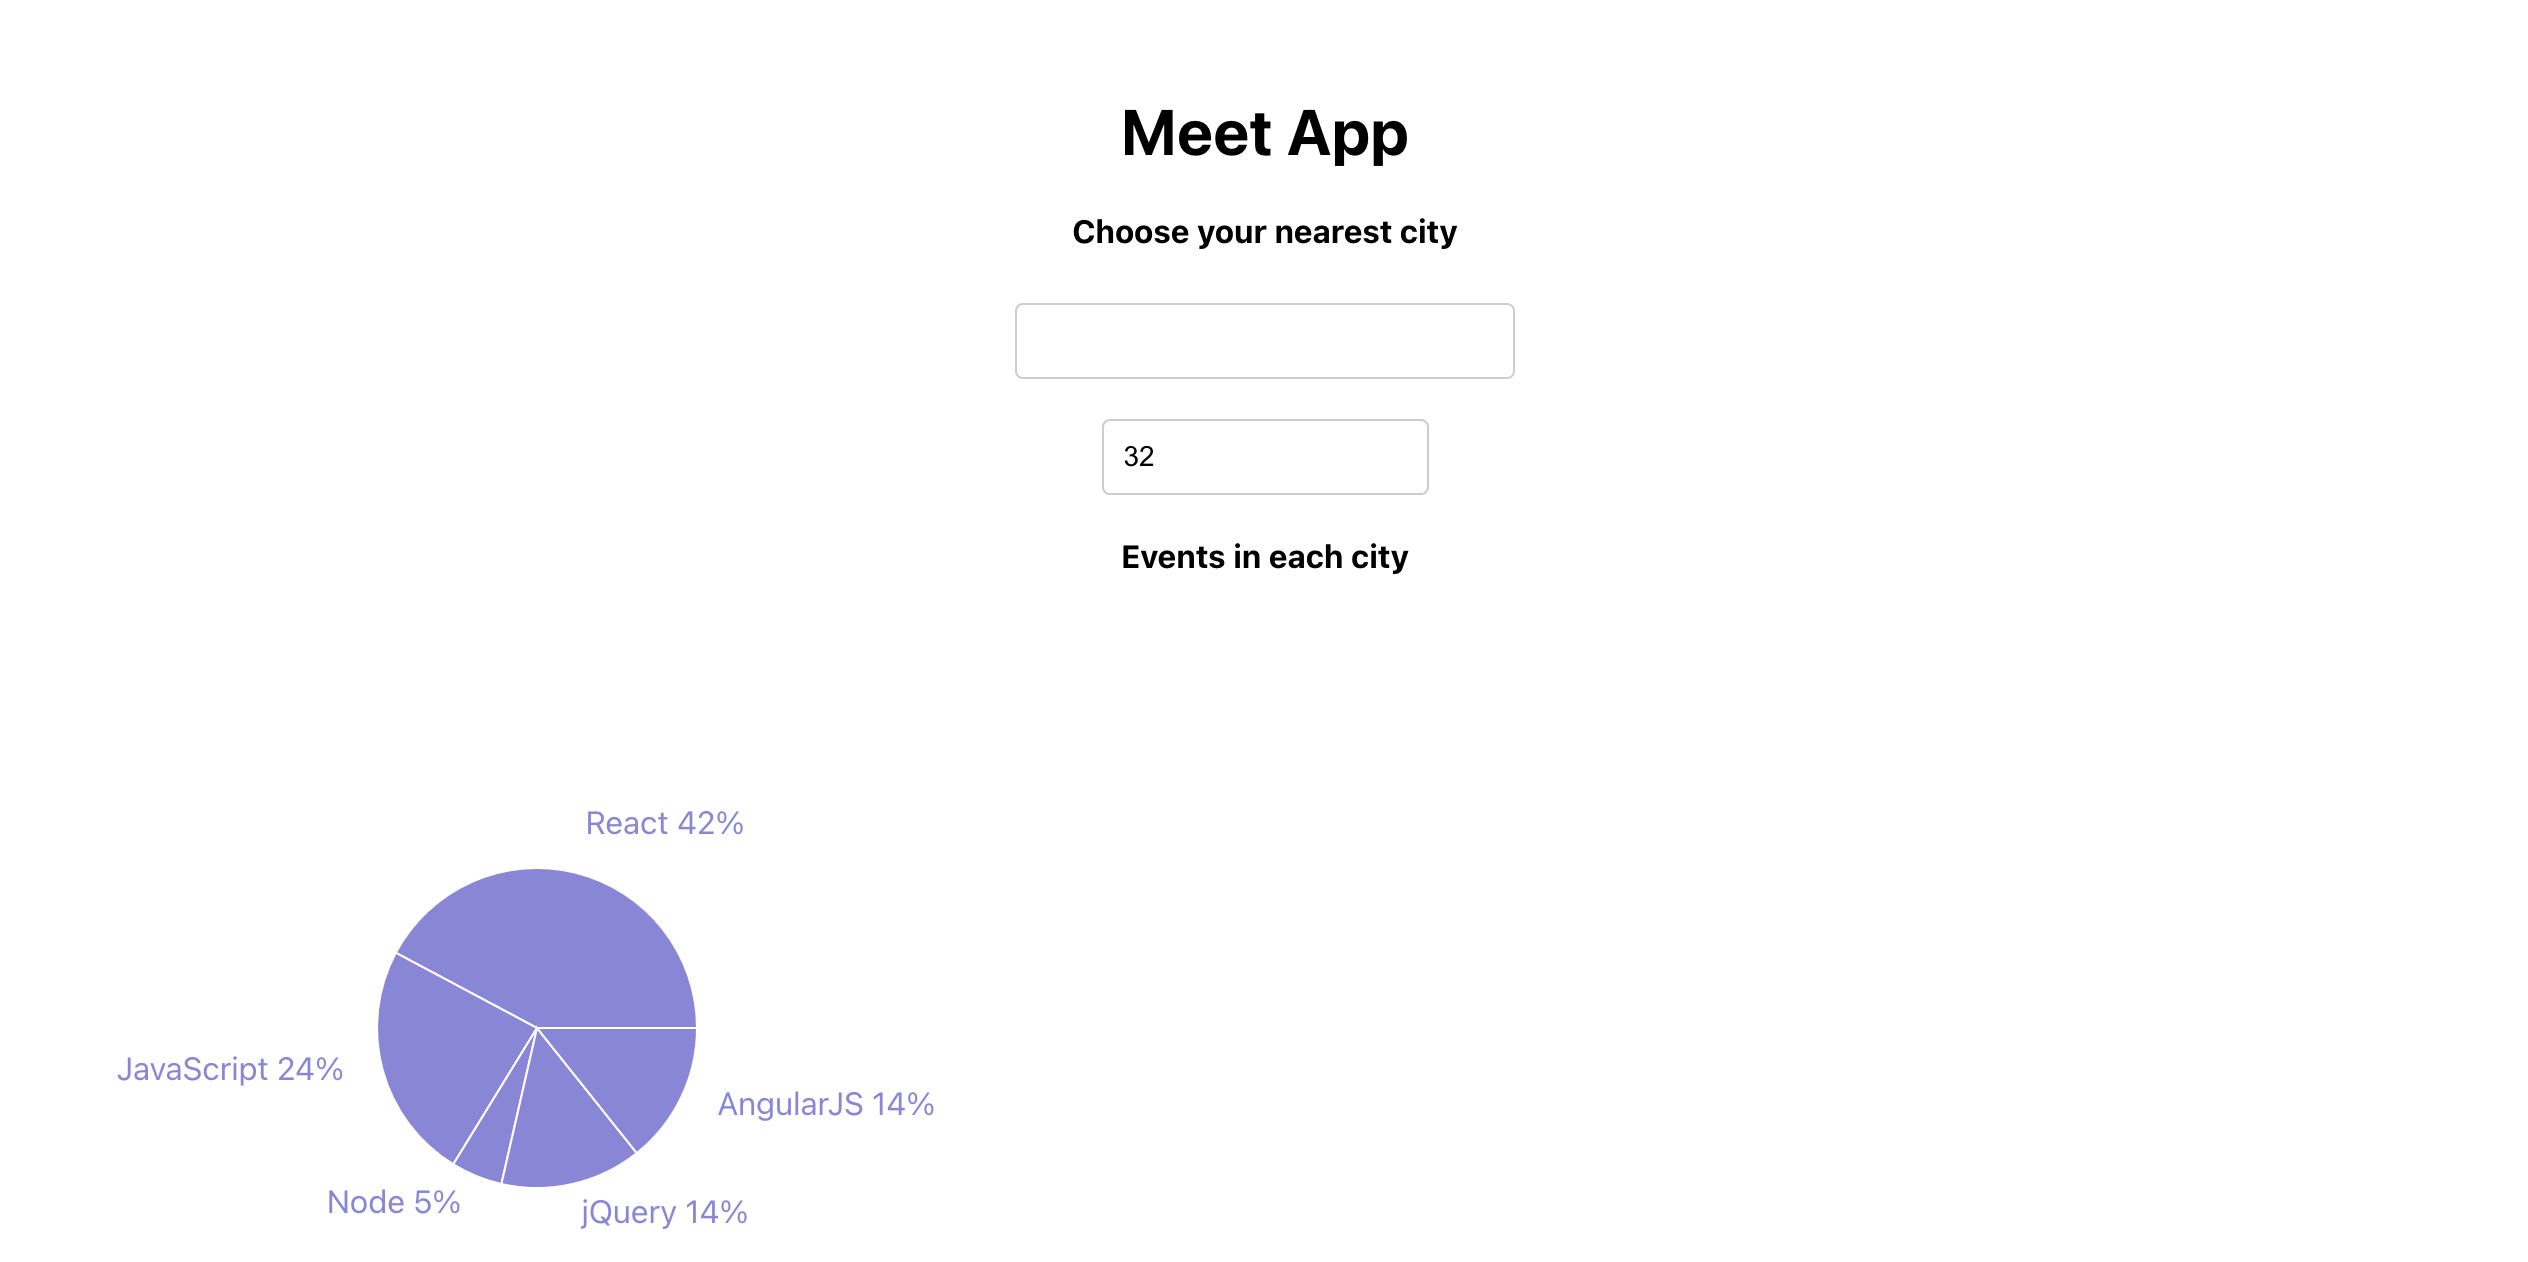 Meet App
Choose your nearest city
32
Events in each city
React 42%
JavaScript 24%
AngularJS 14%
Node 5%
jQuery 14%